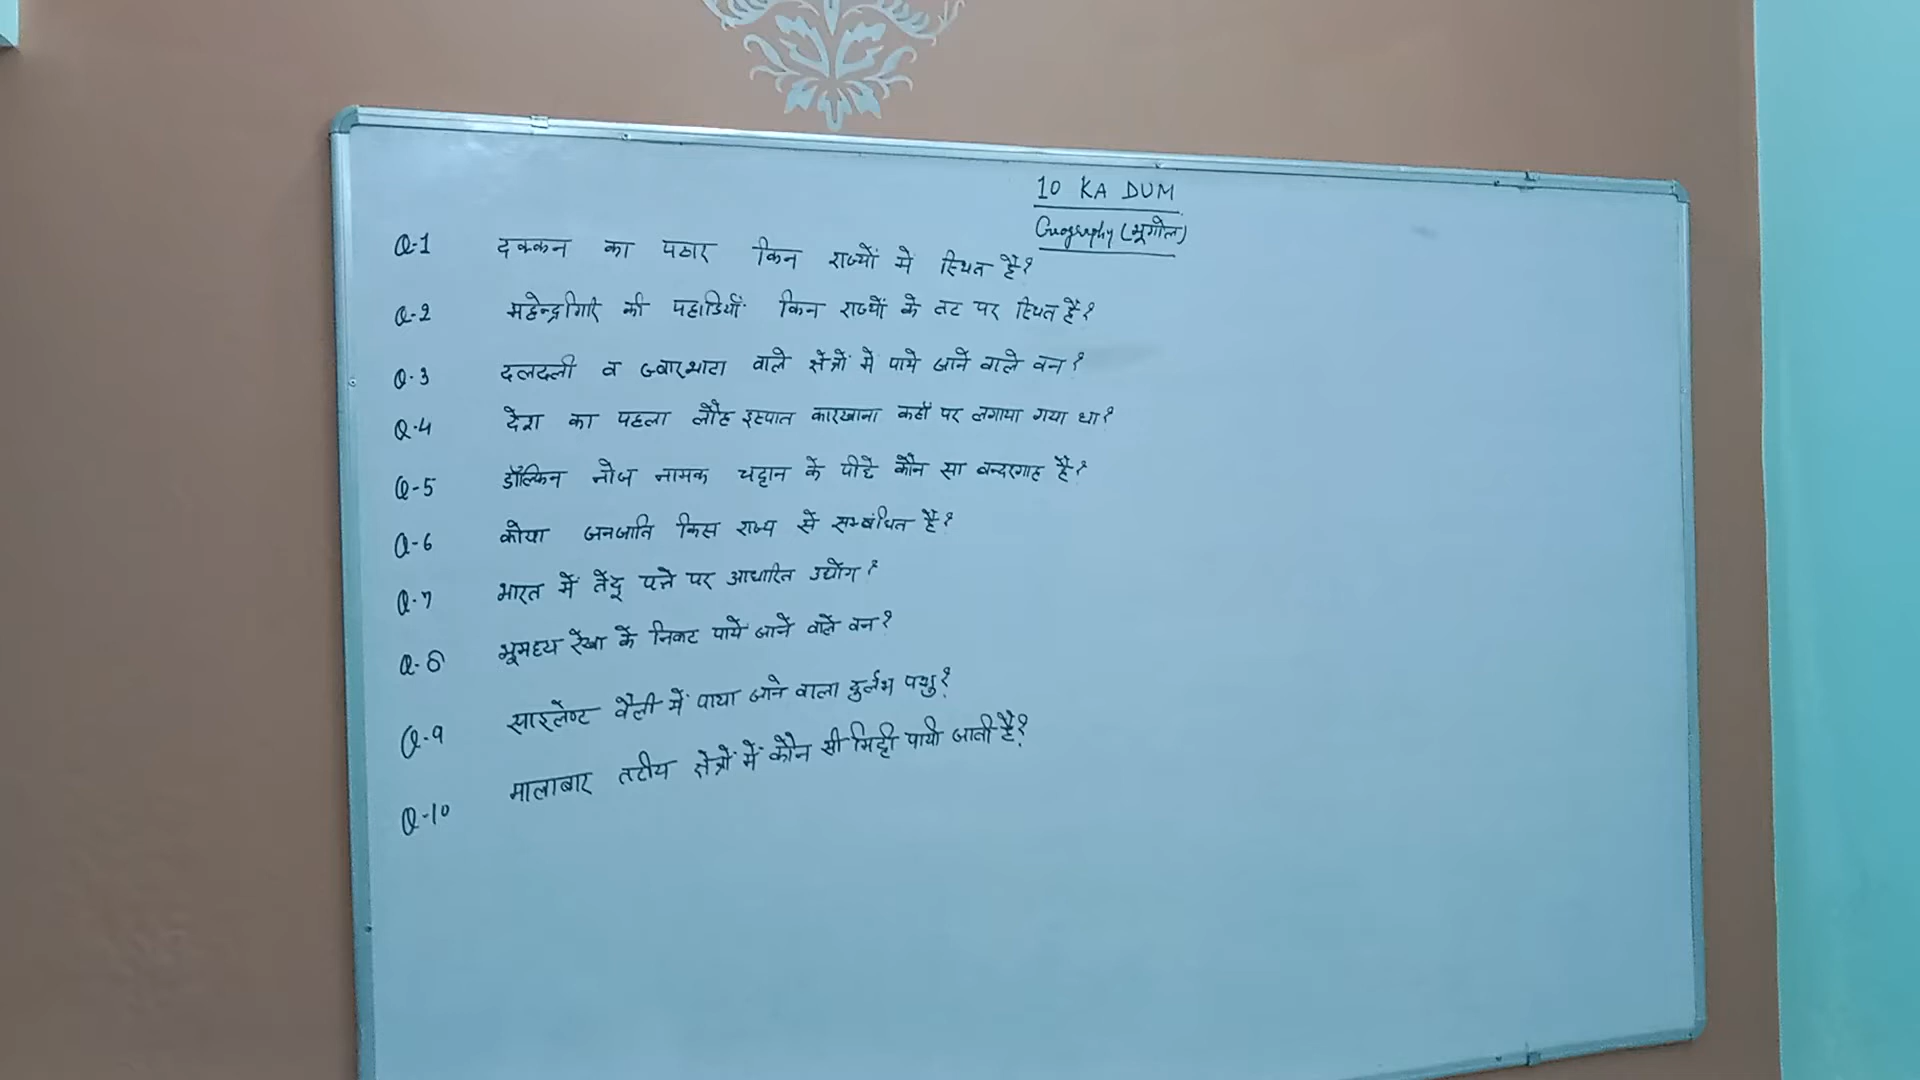 10 KA DUM
Geography (भूगोल)
Q-1 दक्कन का पठार किन राज्यों में स्थित है?
Q-2 महेन्द्रगिरि की पहाडियाँ किन राज्यों के तट पर स्थित हैं?
Q-3 दलदली व ज्वारभाटा वाले क्षेत्रों में पाये जाने वाले वन?
Q-4 देश का पहला लौह इस्पात कारखाना कहाँ पर लगाया गया था?
Q-5 डॉल्फिन नोज नामक चट्टान के पीछे कौन सा बन्दरगाह है?
Q-6 कोया जनजाति किस राज्य से सम्बंधित है?
Q-7 भारत में तेंदू पत्ते पर आधारित उद्योग?
Q-8 भूमध्य रेखा के निकट पाये जाने वाले वन?
Q-9 साइलेण्ट वैली में पाया जाने वाला दुर्लभ पशु?
Q-10 मालाबार तटीय क्षेत्रों में कौन सी मिट्टी पायी जाती है?